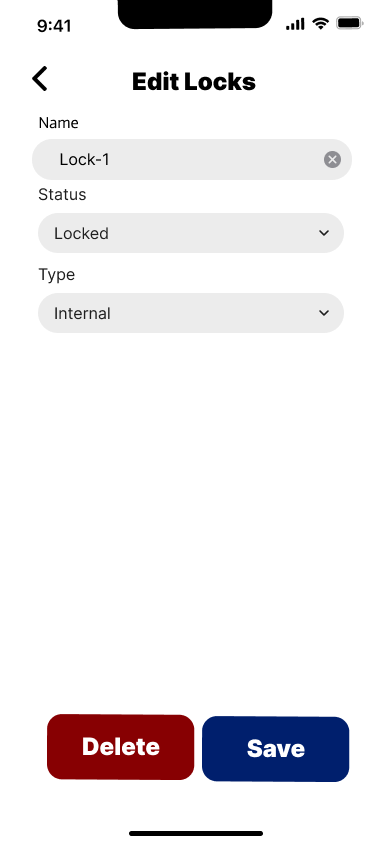 9:41
Edit Locks
Name
Lock-1
Status
Locked
Type
Internal
Delete
Save